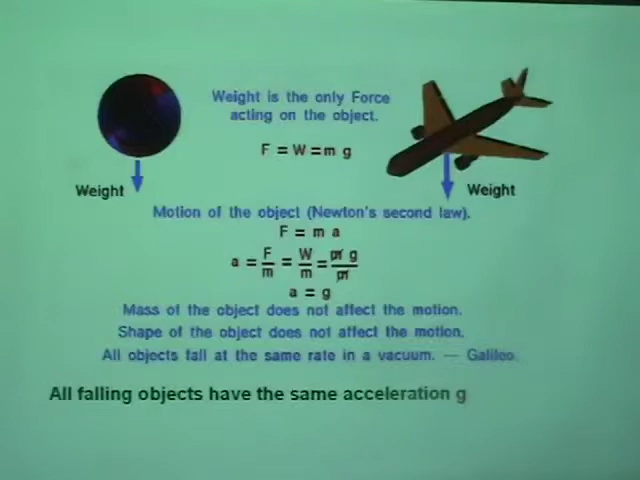 Weight is the only Force
acting on the object.
F = W = m g
Weight
Weight
Motion of the object (Newton's second law).
F = m a
a = F/m = W/m = m g/m
a = g
Mass of the object does not affect the motion.
Shape of the object does not affect the motion.
All objects fall at the same rate in a vacuum. — Galileo.
All falling objects have the same acceleration g